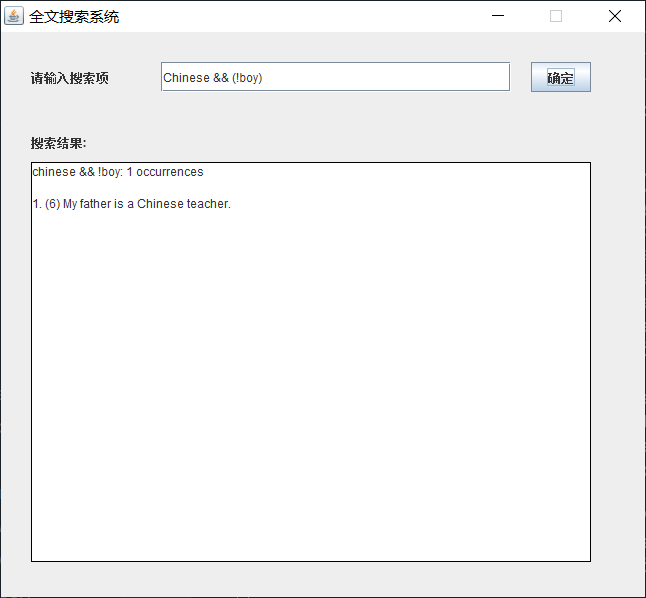 全文搜索系统
请输入搜索项 Chinese && (!boy) 确定
搜索结果:
chinese && !boy: 1 occurrences
1. (6) My father is a Chinese teacher.